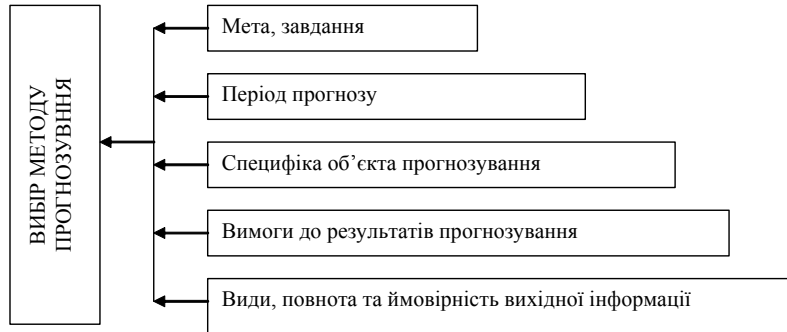 ВИБІР МЕТОДУ
ПРОГНОЗУВННЯ
Мета, завдання
Період прогнозу
Специфіка об’єкта прогнозування
Вимоги до результатів прогнозування
Види, повнота та ймовірність вихідної інформації